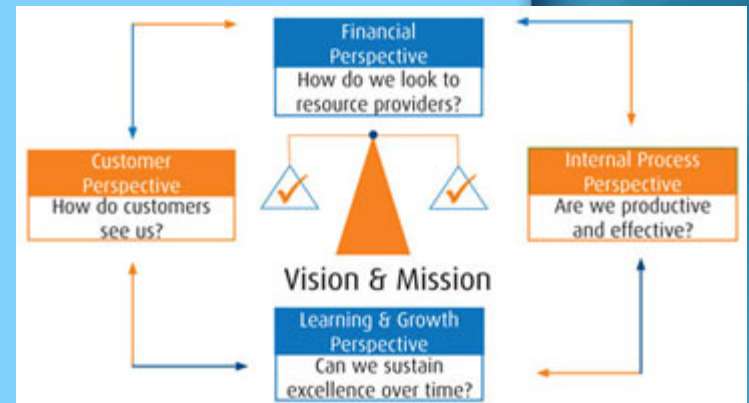 Financial
Perspective
How do we look to
resource providers?
Customer
Perspective
How do customers
see us?
Internal Process
Perspective
Are we productive
and effective?
Vision & Mission
Learning & Growth
Perspective
Can we sustain
excellence over time?